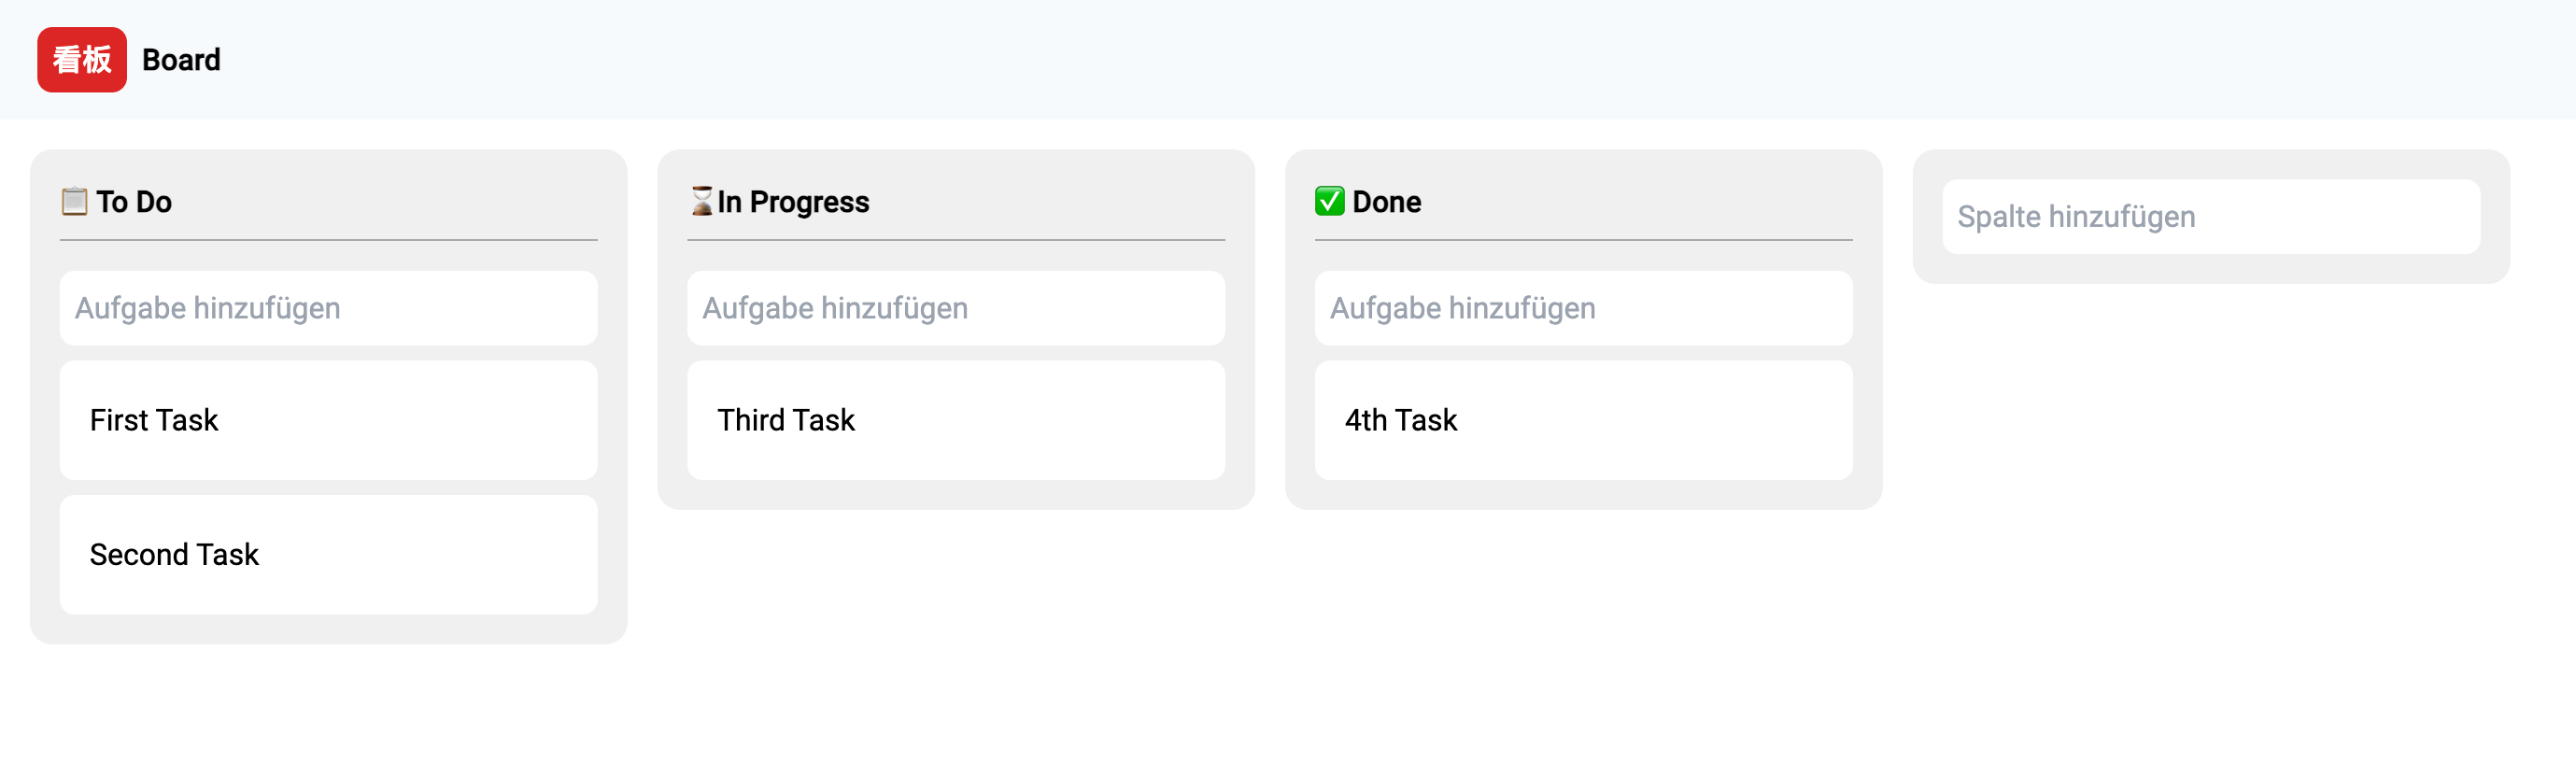 看板 Board
📋 To Do
Aufgabe hinzufügen
First Task
Second Task
⏳In Progress
Aufgabe hinzufügen
Third Task
✅ Done
Aufgabe hinzufügen
4th Task
Spalte hinzufügen